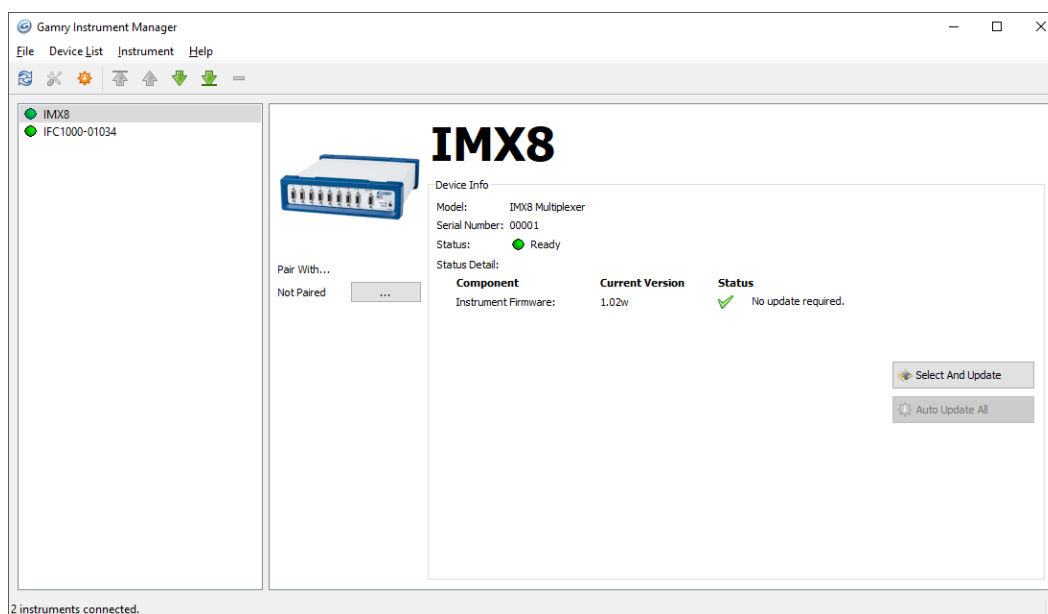 Gamry Instrument Manager
File Device List Instrument Help
IMX8
IFC1000-01034
IMX8
Device Info
Model: IMX8 Multiplexer
Serial Number: 00001
Status: Ready
Status Detail:
Pair With...
Not Paired ...
Component Current Version Status
Instrument Firmware: 1.02w No update required.
Select And Update
Auto Update All
2 instruments connected.